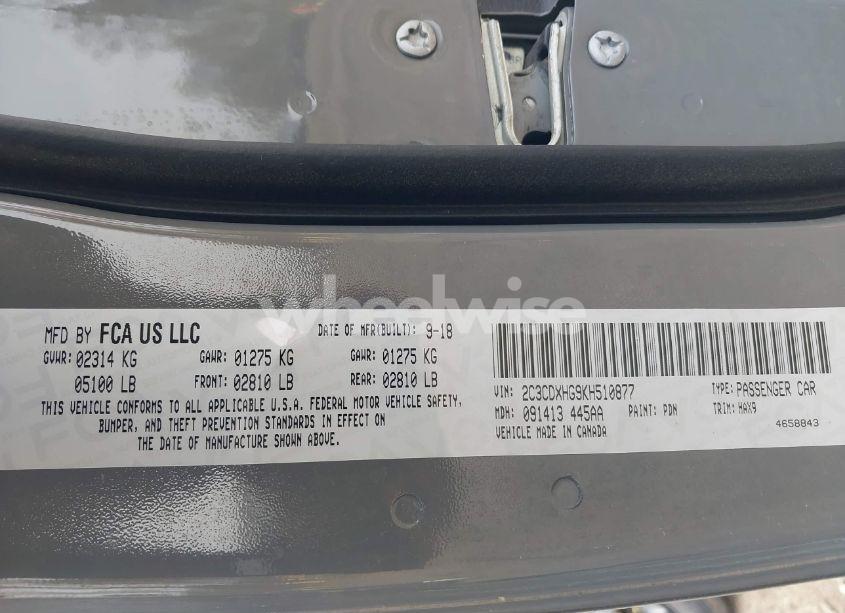 wheelwise
MFD BY FCA US LLC DATE OF MFR(BUILT): 9-18
GVWR: 02314 KG GAWR: 01275 KG GAWR: 01275 KG
05100 LB FRONT: 02810 LB REAR: 02810 LB
THIS VEHICLE CONFORMS TO ALL APPLICABLE U.S.A. FEDERAL MOTOR VEHICLE SAFETY,
BUMPER, AND THEFT PREVENTION STANDARDS IN EFFECT ON
THE DATE OF MANUFACTURE SHOWN ABOVE.
VIN: 2C3CDXHG9KH510877 TYPE: PASSENGER CAR
MDH: 091413 445AA PAINT: PDN TRIM: HAX9
VEHICLE MADE IN CANADA 4658843